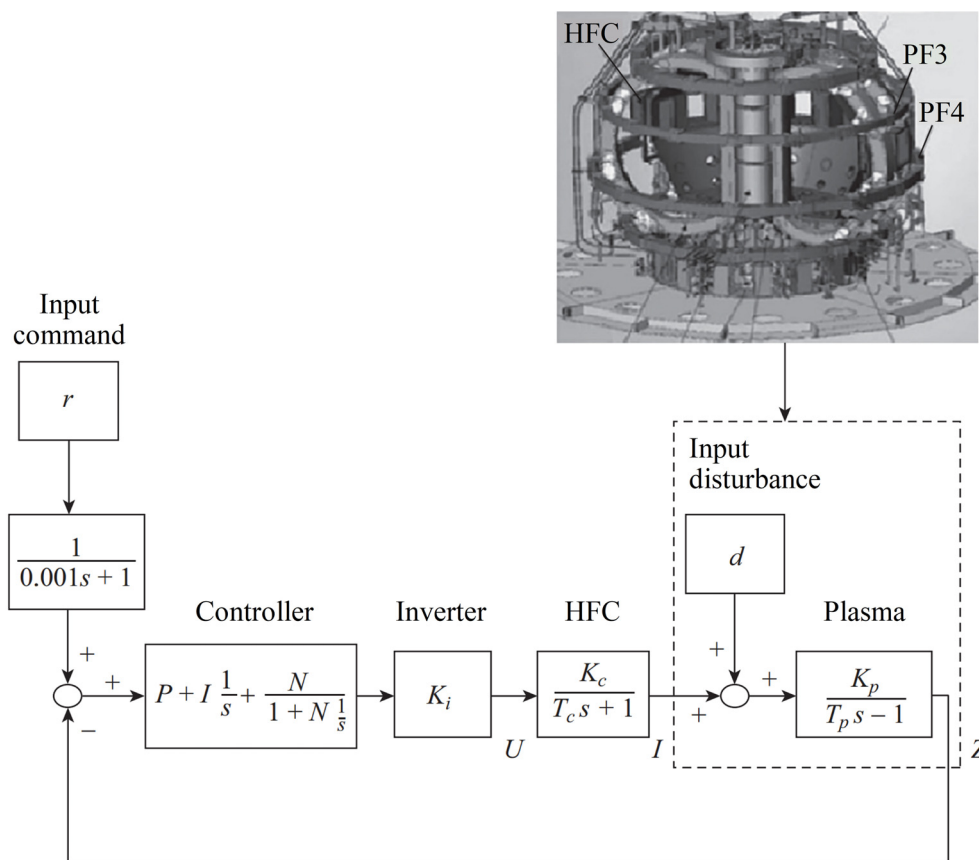 HFC
PF3
PF4
Input
command
r
1
0.001s + 1
Input
disturbance
d
Controller
Inverter
HFC
Plasma
+
+
−
P + I 1/s + N/(1 + N 1/s)
K_i
U
K_c
T_c s + 1
I
+
+
+
K_p
T_p s − 1
Z